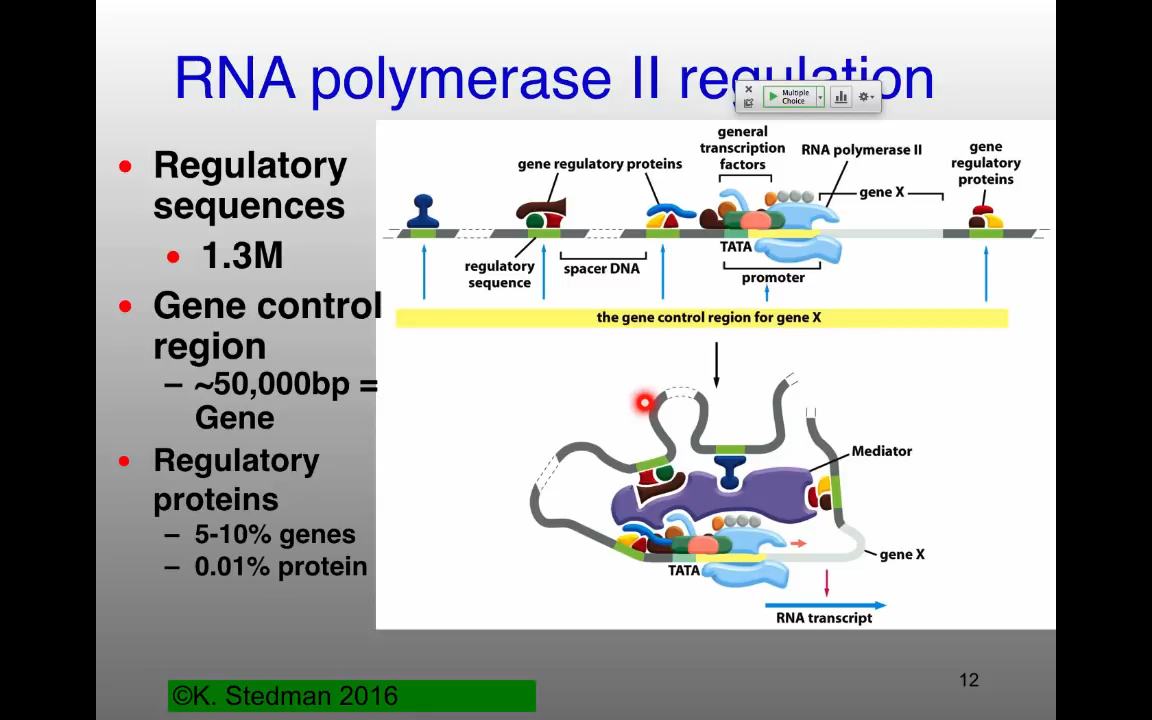 RNA polymerase II regulation
Multiple
Choice
• Regulatory
sequences
• 1.3M
• Gene control
region
– ~50,000bp =
Gene
• Regulatory
proteins
– 5-10% genes
– 0.01% protein
gene regulatory proteins
general
transcription
factors
RNA polymerase II
gene X
gene
regulatory
proteins
TATA
regulatory
sequence
spacer DNA
promoter
the gene control region for gene X
Mediator
gene X
TATA
RNA transcript
©K. Stedman 2016
12